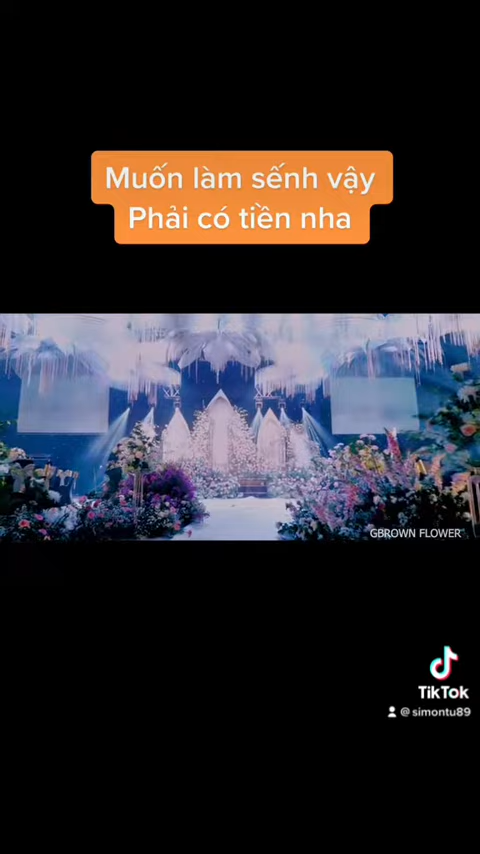 Muốn làm sếnh vậy
Phải có tiền nha
GBROWN FLOWER
TikTok
@simontu89